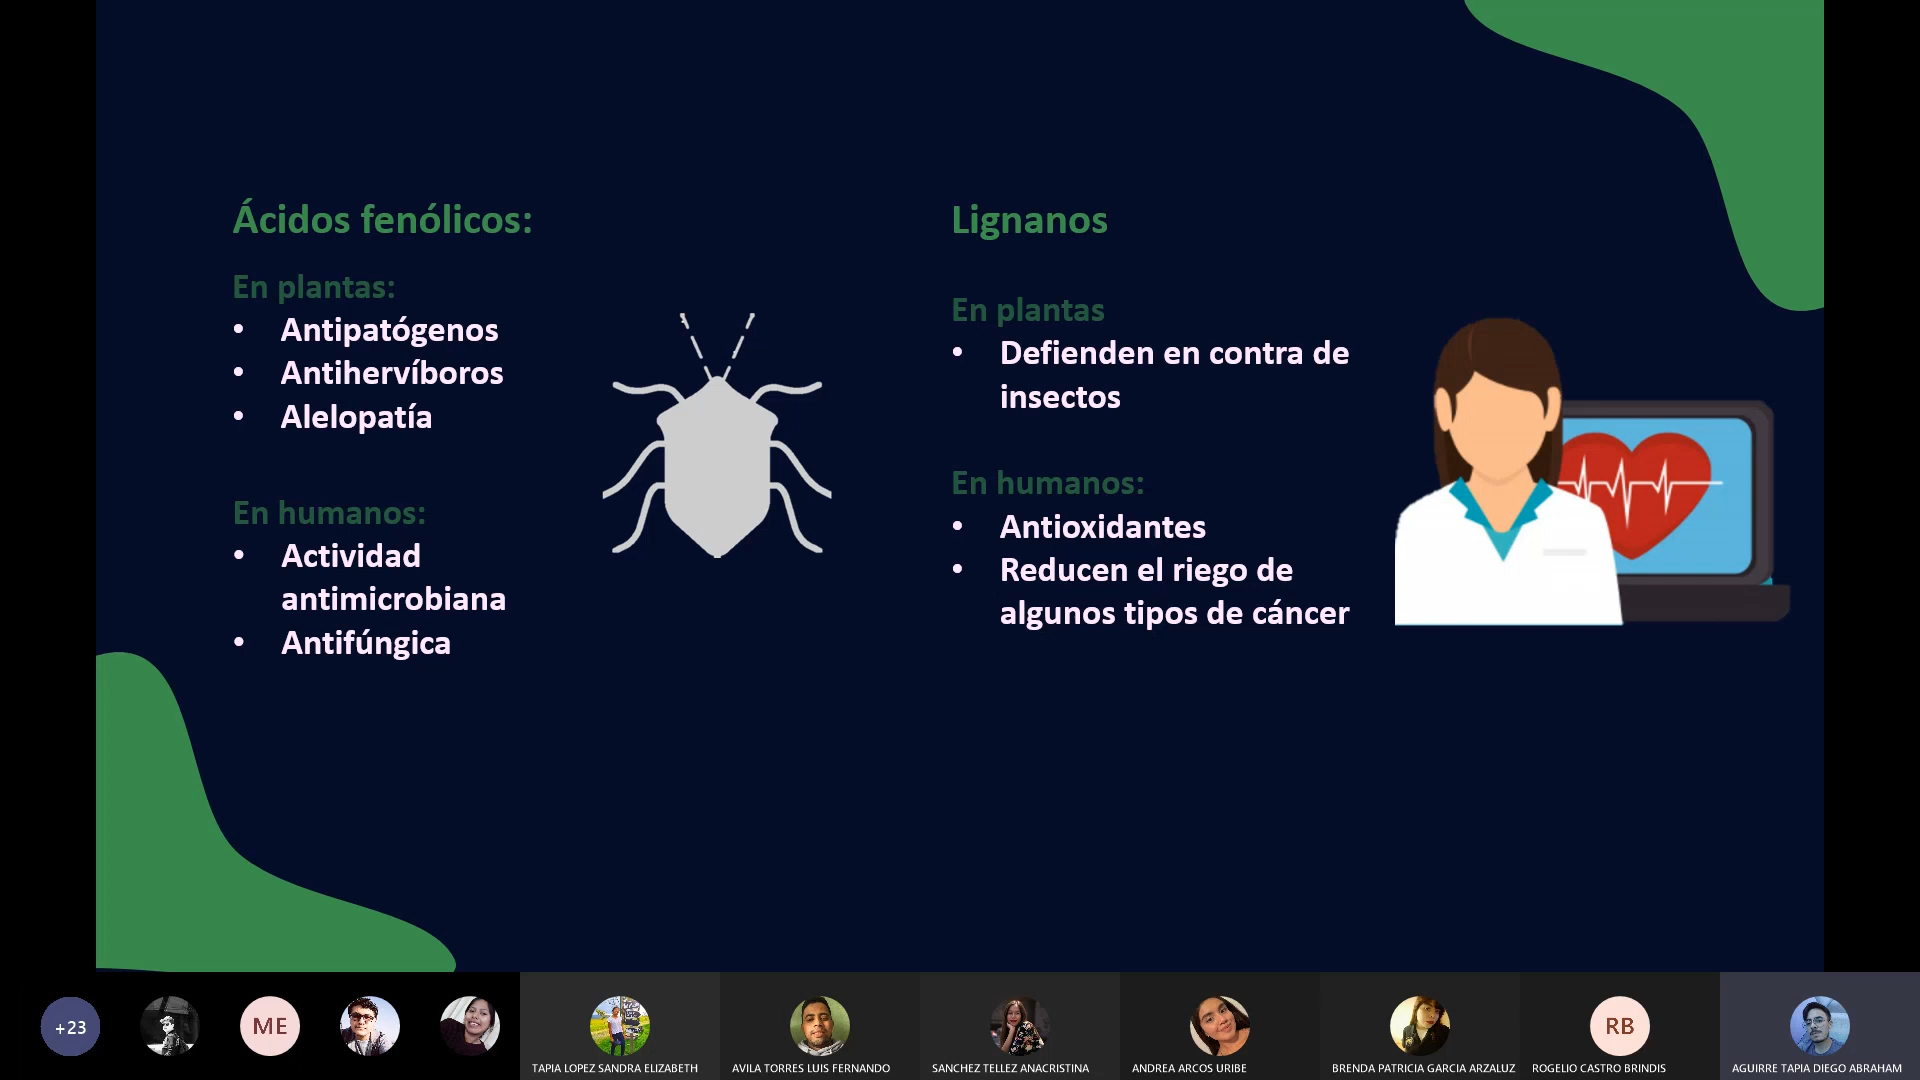 Ácidos fenólicos:
En plantas:
• Antipatógenos
• Antihervíboros
• Alelopatía
En humanos:
• Actividad
antimicrobiana
• Antifúngica
Lignanos
En plantas
• Defienden en contra de
insectos
En humanos:
• Antioxidantes
• Reducen el riego de
algunos tipos de cáncer
+23
ME
RB
TAPIA LOPEZ SANDRA ELIZABETH
AVILA TORRES LUIS FERNANDO
SANCHEZ TELLEZ ANACRISTINA
ANDREA ARCOS URIBE
BRENDA PATRICIA GARCIA ARZALUZ
ROGELIO CASTRO BRINDIS
AGUIRRE TAPIA DIEGO ABRAHAM